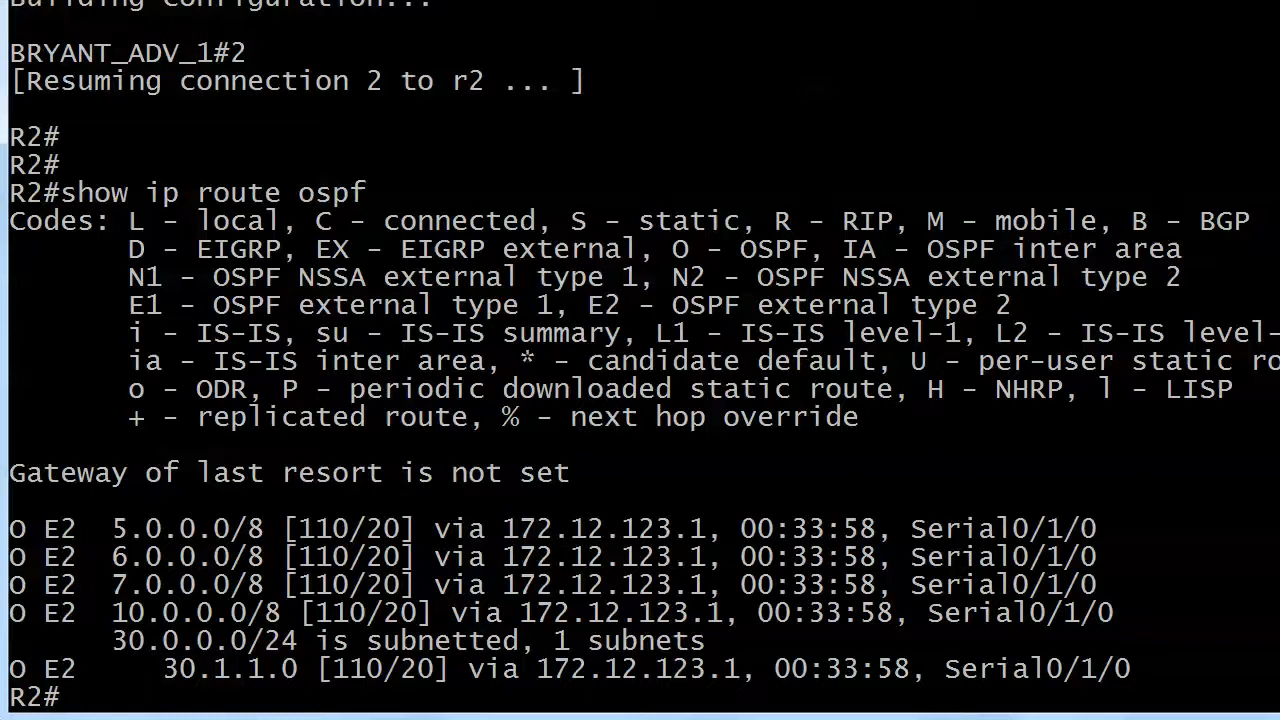 Building configuration...
BRYANT_ADV_1#2
[Resuming connection 2 to r2 ... ]
R2#
R2#
R2#show ip route ospf
Codes: L - local, C - connected, S - static, R - RIP, M - mobile, B - BGP
D - EIGRP, EX - EIGRP external, O - OSPF, IA - OSPF inter area
N1 - OSPF NSSA external type 1, N2 - OSPF NSSA external type 2
E1 - OSPF external type 1, E2 - OSPF external type 2
i - IS-IS, su - IS-IS summary, L1 - IS-IS level-1, L2 - IS-IS level-
ia - IS-IS inter area, * - candidate default, U - per-user static ro
o - ODR, P - periodic downloaded static route, H - NHRP, l - LISP
+ - replicated route, % - next hop override
Gateway of last resort is not set
O E2 5.0.0.0/8 [110/20] via 172.12.123.1, 00:33:58, Serial0/1/0
O E2 6.0.0.0/8 [110/20] via 172.12.123.1, 00:33:58, Serial0/1/0
O E2 7.0.0.0/8 [110/20] via 172.12.123.1, 00:33:58, Serial0/1/0
O E2 10.0.0.0/8 [110/20] via 172.12.123.1, 00:33:58, Serial0/1/0
30.0.0.0/24 is subnetted, 1 subnets
O E2 30.1.1.0 [110/20] via 172.12.123.1, 00:33:58, Serial0/1/0
R2#